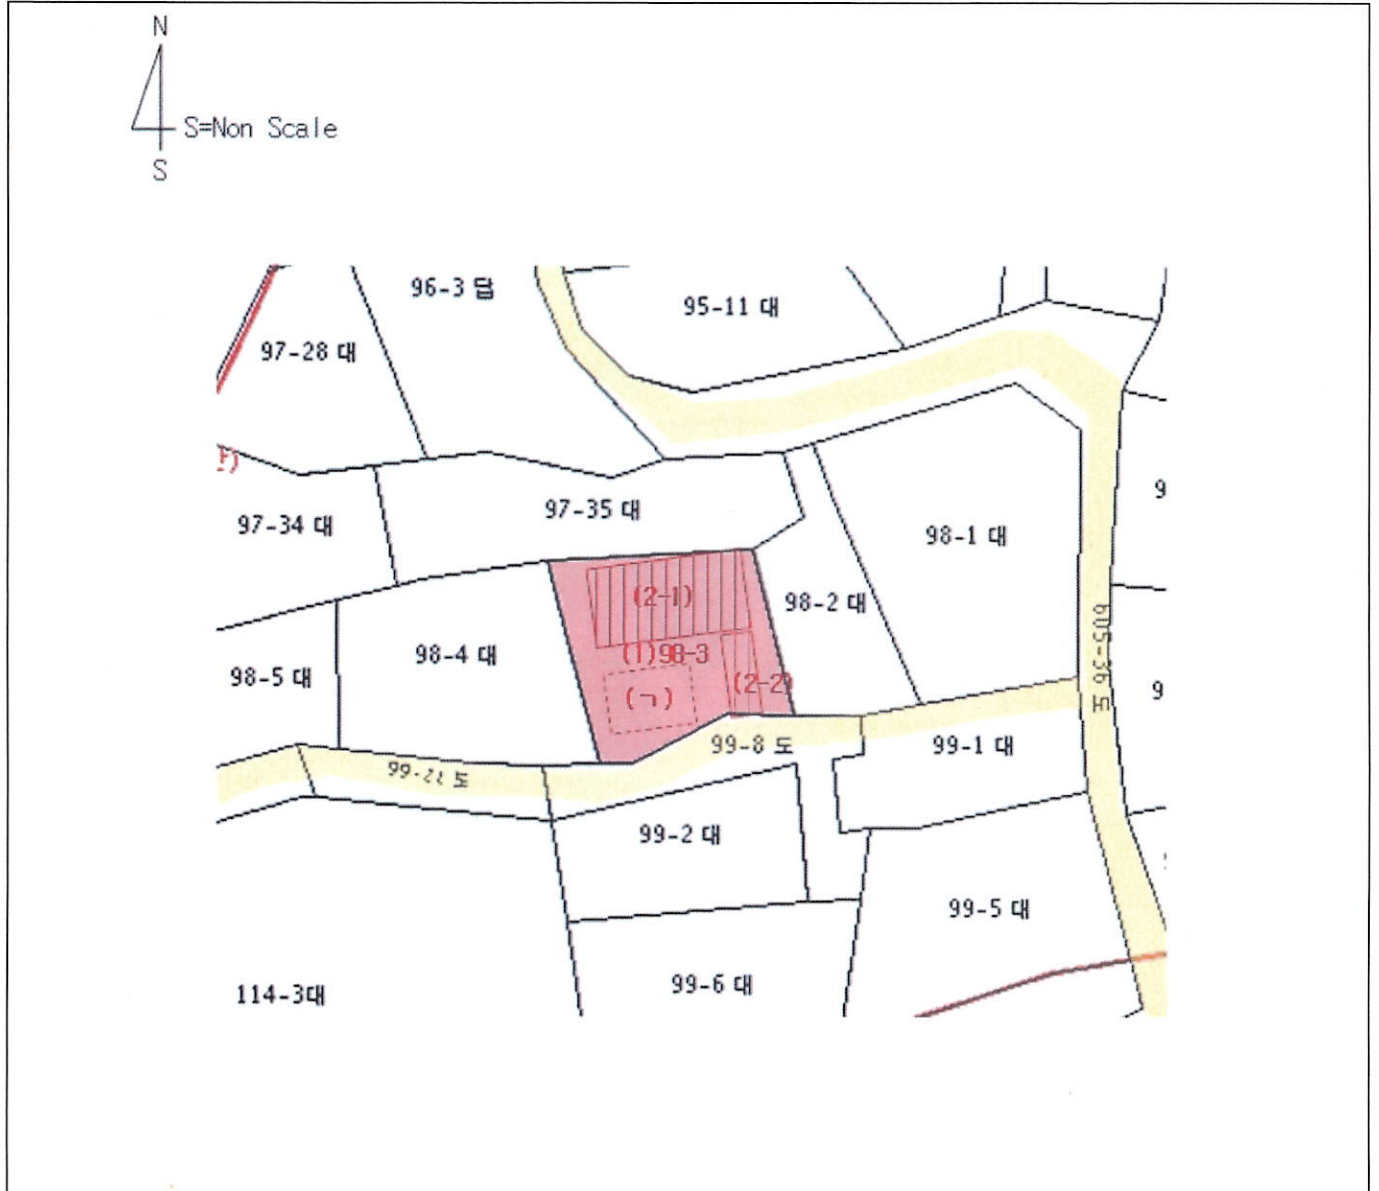 N
S=Non Scale
S
96-3 답
95-11 대
97-28 대
97-34 대
97-35 대
98-1 대
9
(2-1)
98-2 대
(1)98-3
98-4 대
98-5 대
(2-2)
(ㄱ)
605-36 도
9
99-8 도
99-1 대
도
99-2 대
99-5 대
99-6 대
114-3대